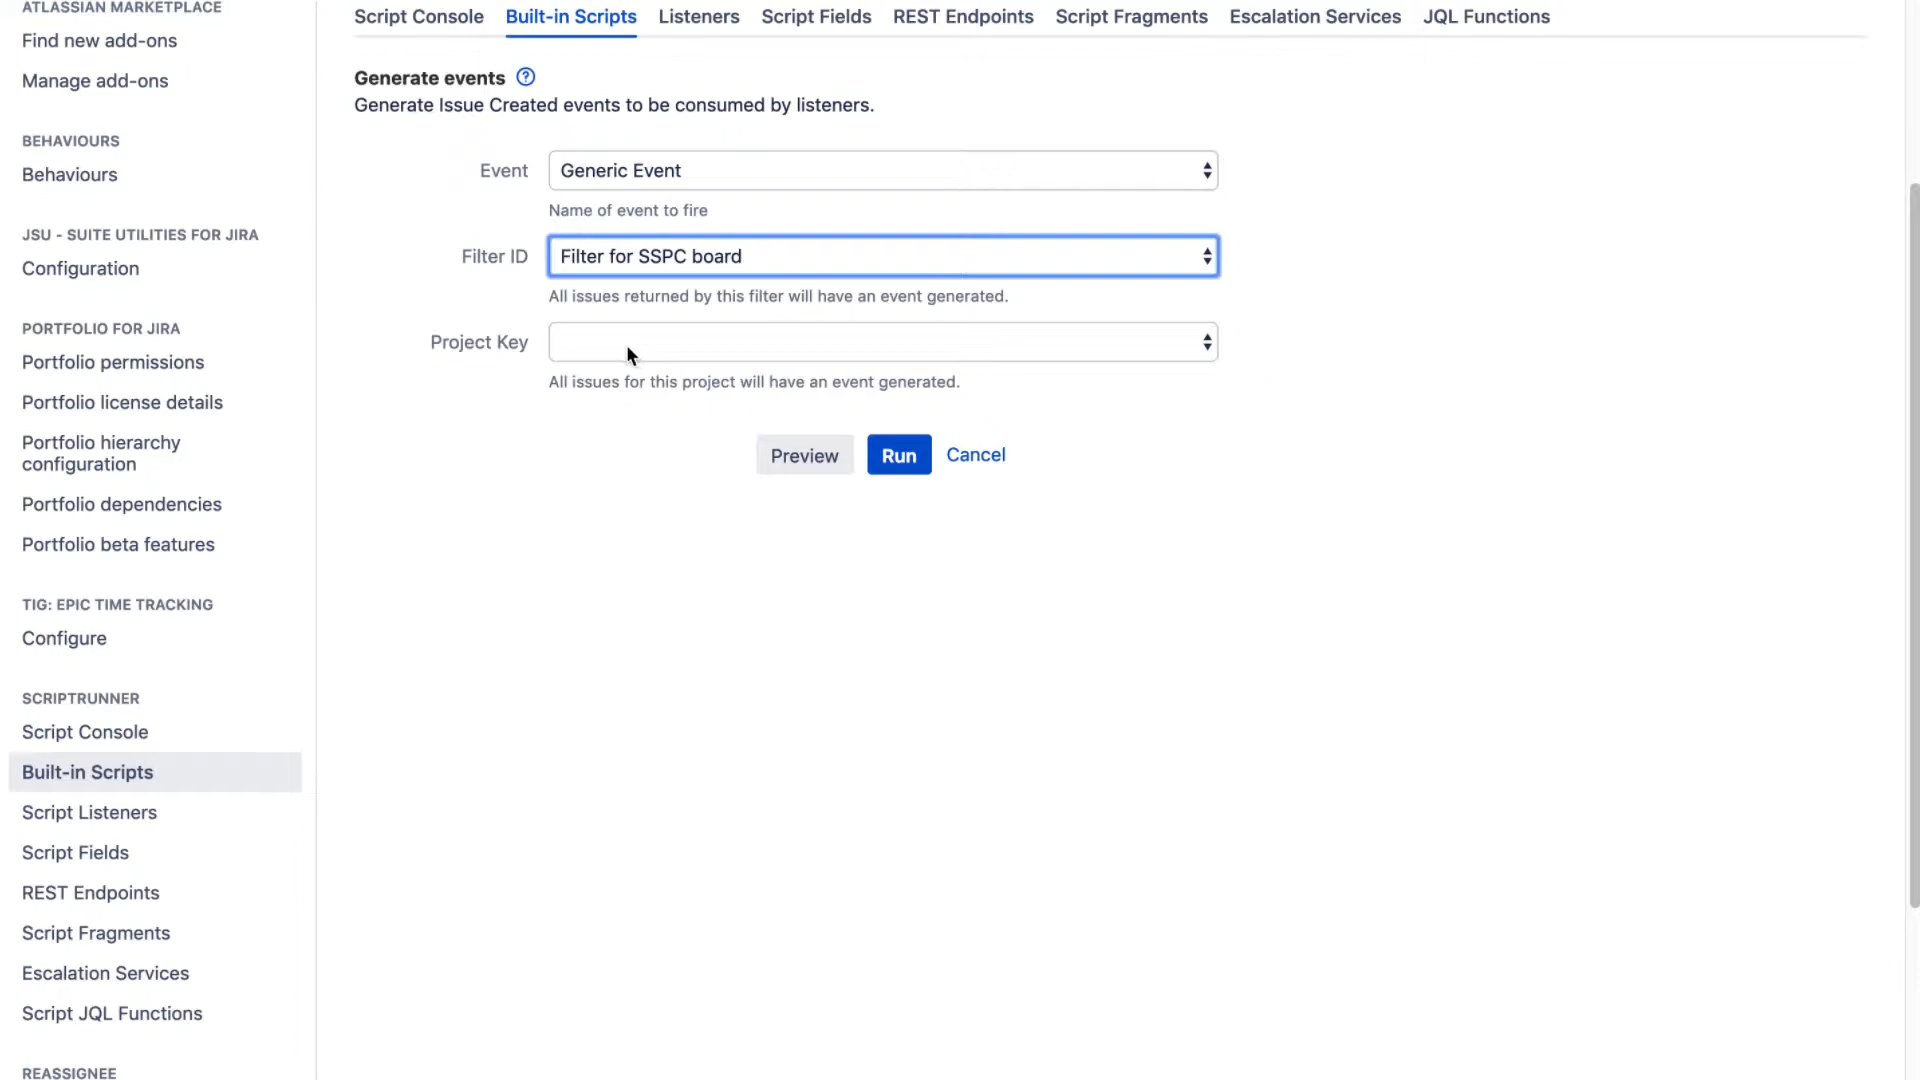 ATLASSIAN MARKETPLACE
Find new add-ons
Manage add-ons
BEHAVIOURS
Behaviours
JSU - SUITE UTILITIES FOR JIRA
Configuration
PORTFOLIO FOR JIRA
Portfolio permissions
Portfolio license details
Portfolio hierarchy
configuration
Portfolio dependencies
Portfolio beta features
TIG: EPIC TIME TRACKING
Configure
SCRIPTRUNNER
Script Console
Built-in Scripts
Script Listeners
Script Fields
REST Endpoints
Script Fragments
Escalation Services
Script JQL Functions
REASSIGNEE
Script Console Built-in Scripts Listeners Script Fields REST Endpoints Script Fragments Escalation Services JQL Functions
Generate events ?
Generate Issue Created events to be consumed by listeners.
Event Generic Event
Name of event to fire
Filter ID Filter for SSPC board
All issues returned by this filter will have an event generated.
Project Key
All issues for this project will have an event generated.
Preview Run Cancel